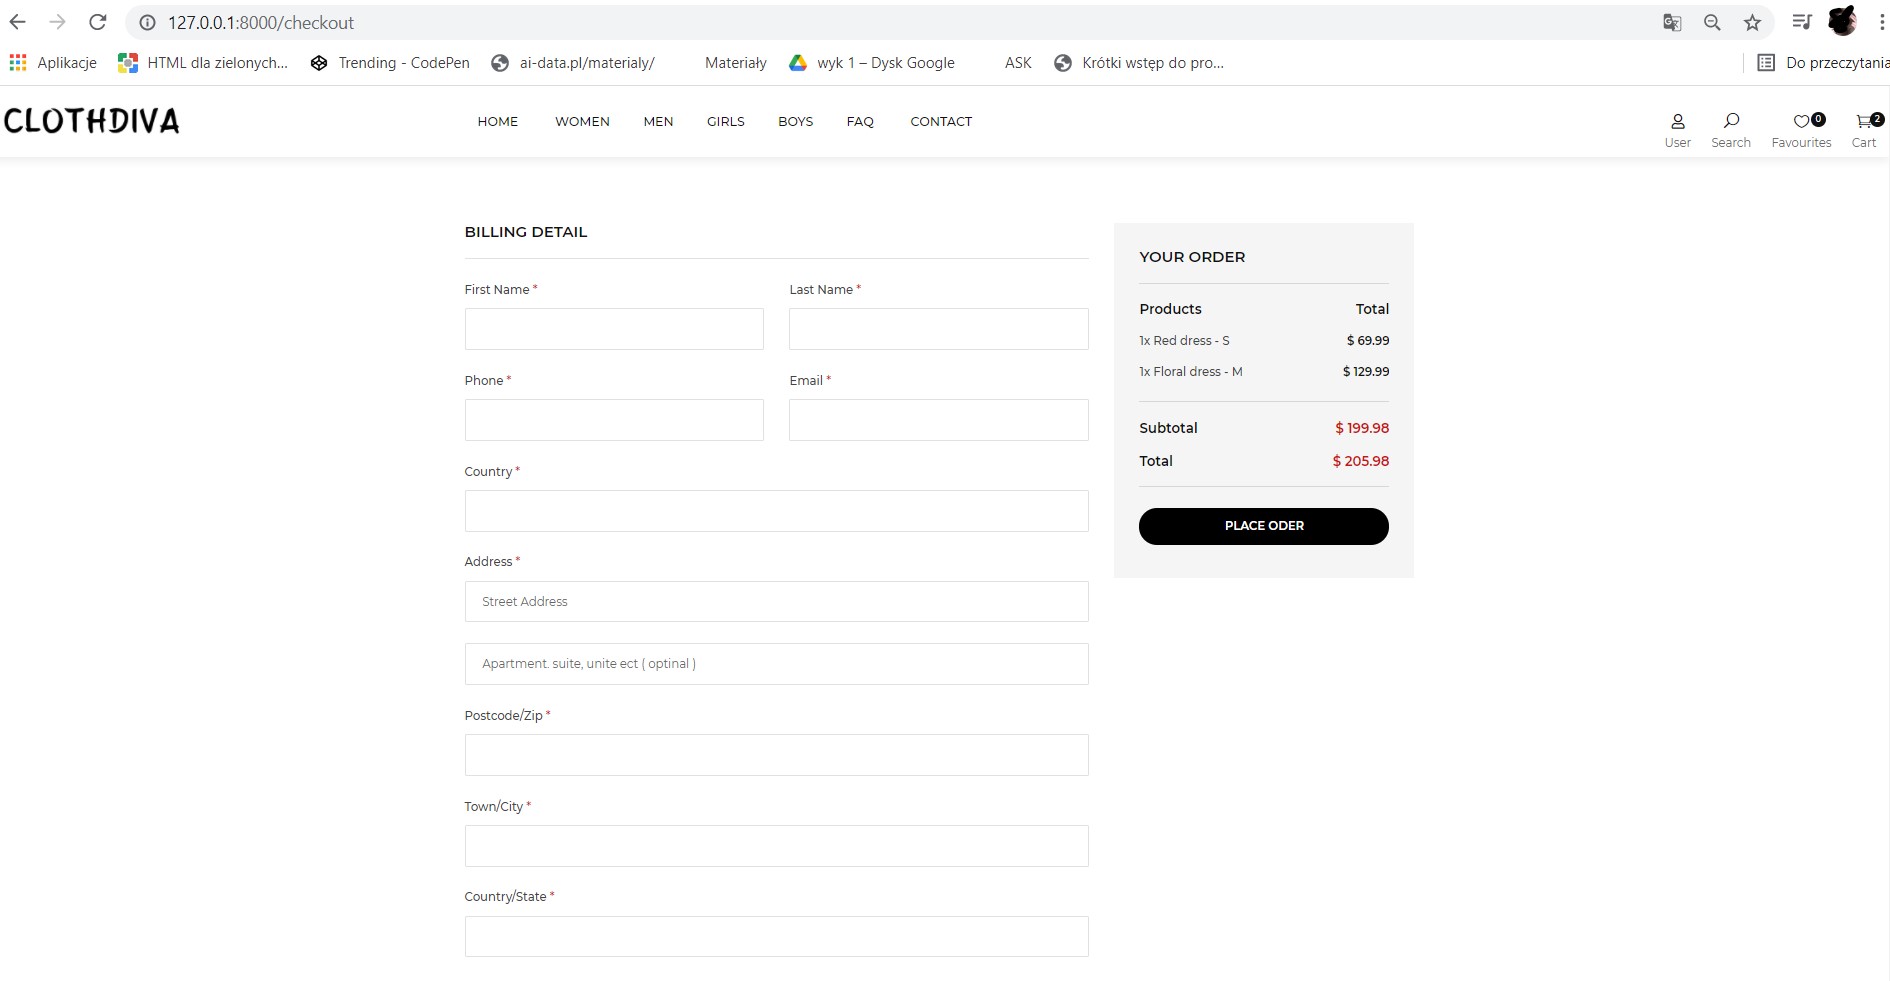 127.0.0.1:8000/checkout
Aplikacje HTML dla zielonych... Trending - CodePen ai-data.pl/materialy/ Materiały wyk 1 – Dysk Google ASK Krótki wstęp do pro... Do przeczytania
CLOTHDIVA HOME WOMEN MEN GIRLS BOYS FAQ CONTACT
0 2
User Search Favourites Cart
BILLING DETAIL
First Name * Last Name *
Phone * Email *
Country *
Address *
Street Address
Apartment. suite, unite ect ( optinal )
Postcode/Zip *
Town/City *
Country/State *
YOUR ORDER
Products Total
1x Red dress - S $ 69.99
1x Floral dress - M $ 129.99
Subtotal $ 199.98
Total $ 205.98
PLACE ODER